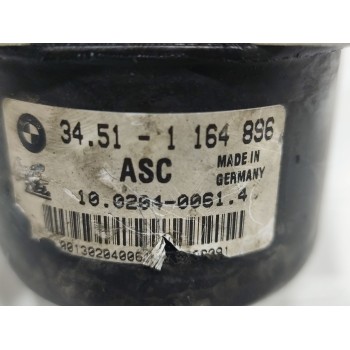 34.51 - 1 164 896
ASC
MADE IN
GERMANY
10.0204-0061.4